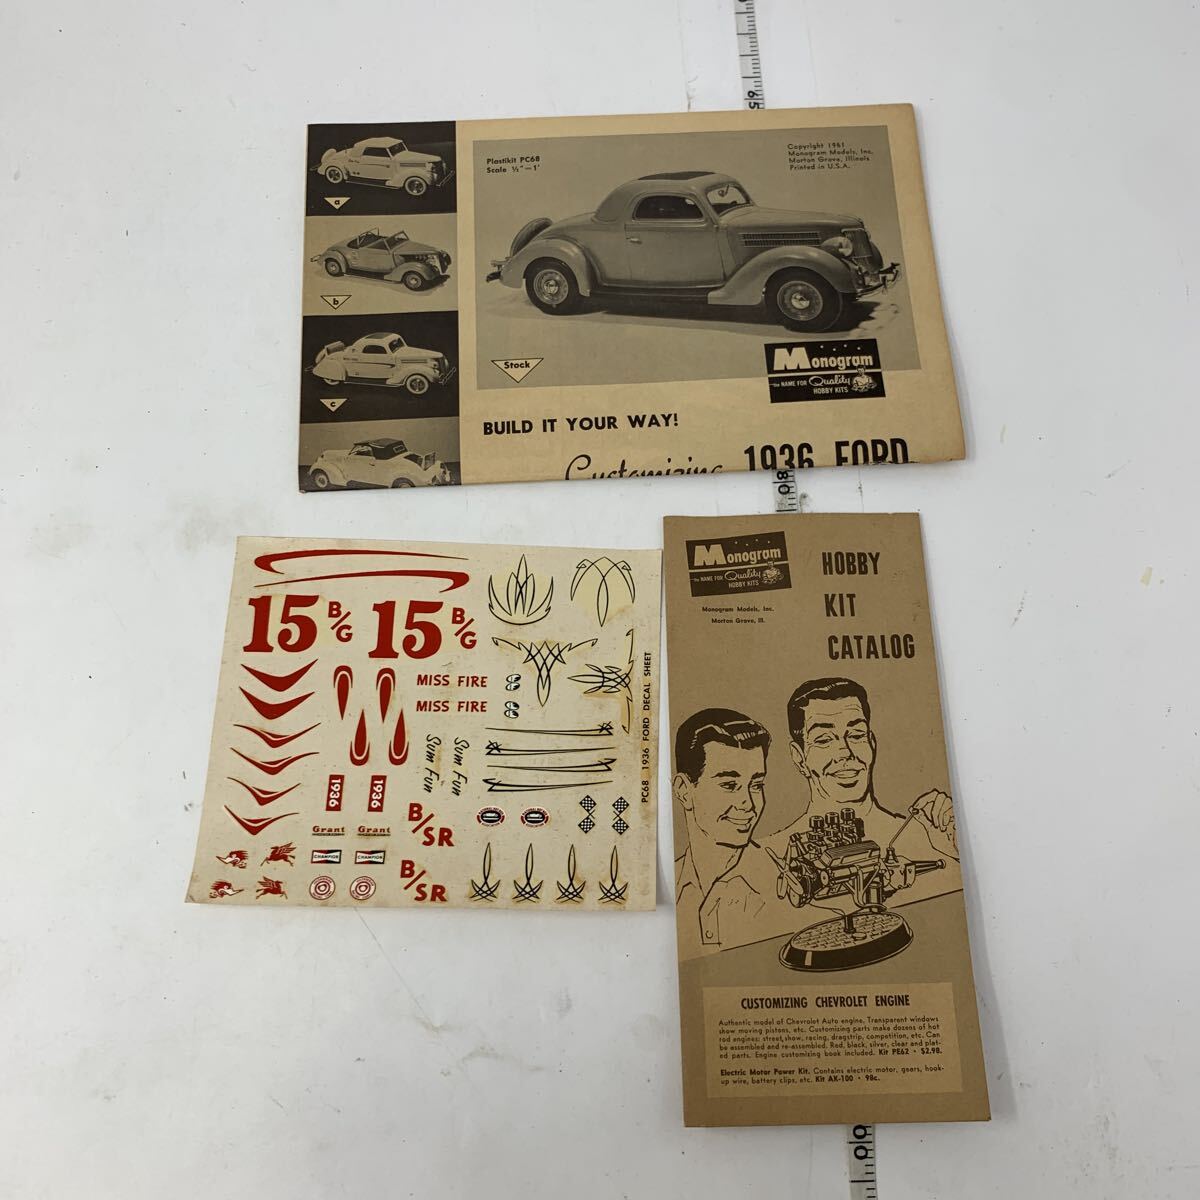 Plastikit PC68
Scale ½"—1'
Copyright 1961
Monogram Models, Inc.
Morton Grove, Illinois
Printed in U.S.A.
a
b
c
Stock
Monogram
the NAME FOR Quality
HOBBY KITS
BUILD IT YOUR WAY!
Customizing 1936 FORD
65
80
15 B/G 15 B/G
MISS FIRE
MISS FIRE
Sum Fun
Sum Fun
1936
1936
Grant
Grant
CHAMPION
CHAMPION
B/SR
B/SR
PC68 1936 FORD DECAL SHEET
Monogram
the NAME FOR Quality
HOBBY KITS
Monogram Models, Inc.
Morton Grove, Ill.
HOBBY
KIT
CATALOG
CUSTOMIZING CHEVROLET ENGINE
Authentic model of Chevrolet Auto engine. Transparent windows
show moving pistons, etc. Customizing parts make dozens of hot
rod engines: street, show, racing, dragstrip, competition, etc. Can
be assembled and re-assembled. Red, black, silver, clear and plat-
ed parts. Engine customizing book included. Kit PE62 • $2.98.
Electric Motor Power Kit. Contains electric motor, gears, hook-
up wire, battery clips, etc. Kit AK-100 • 98c.